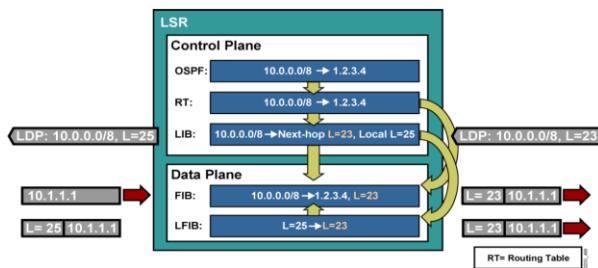 LSR
Control Plane
OSPF: 10.0.0.0/8 → 1.2.3.4
RT: 10.0.0.0/8 → 1.2.3.4
LIB: 10.0.0.0/8 → Next-hop L=23, Local L=25
LDP: 10.0.0.0/8, L=25
LDP: 10.0.0.0/8, L=23
Data Plane
FIB: 10.0.0.0/8 → 1.2.3.4, L=23
LFIB: L=25 → L=23
10.1.1.1
L= 25 10.1.1.1
L= 23 10.1.1.1
L= 23 10.1.1.1
RT= Routing Table